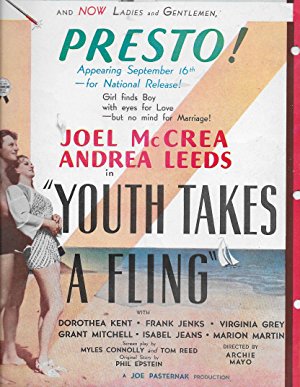 AND NOW LADIES AND GENTLEMEN,
PRESTO!
Appearing September 16th
—for National Release!
Girl finds Boy
with eyes for Love
—but no mind for Marriage!
JOEL McCREA
ANDREA LEEDS
in
"YOUTH TAKES
A FLING"
WITH
DOROTHEA KENT • FRANK JENKS • VIRGINIA GREY
GRANT MITCHELL • ISABEL JEANS • MARION MARTIN
Screen play by
MYLES CONNOLLY and TOM REED
Original Story by
PHIL EPSTEIN
DIRECTED BY
ARCHIE
MAYO
A JOE PASTERNAK PRODUCTION